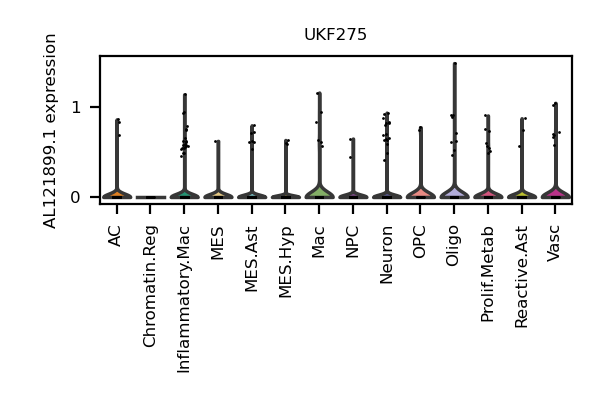 UKF275
AL121899.1 expression
1
0
AC
Chromatin.Reg
Inflammatory.Mac
MES
MES.Ast
MES.Hyp
Mac
NPC
Neuron
OPC
Oligo
Prolif.Metab
Reactive.Ast
Vasc